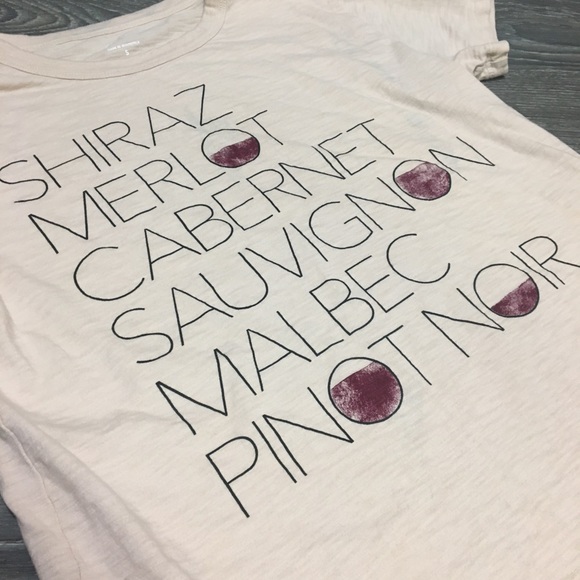 SHIRAZ
MERLOT
CABERNET
SAUVIGNON
MALBEC
PINOT NOIR